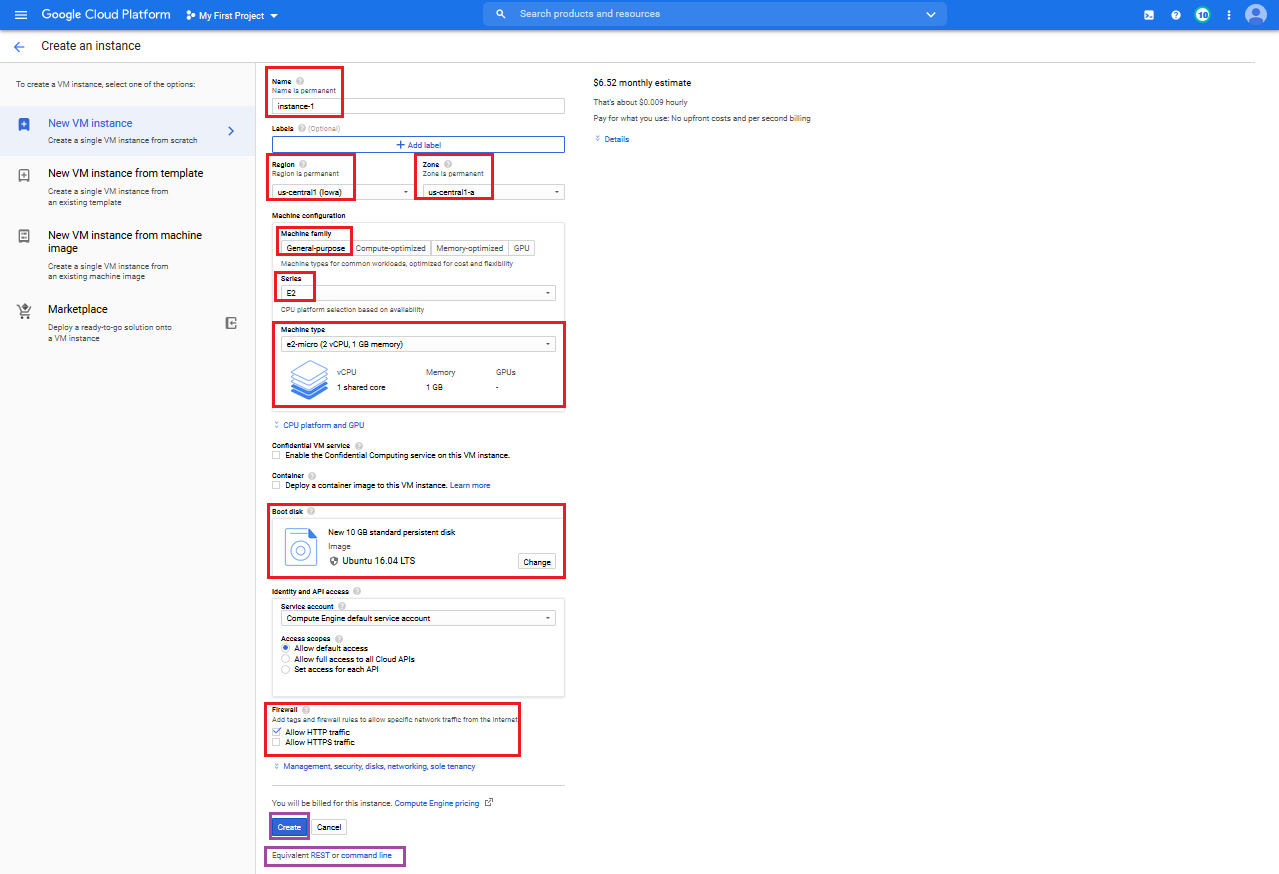 Google Cloud Platform
My First Project
Search products and resources
10
Create an instance
To create a VM instance, select one of the options:
New VM instance
Create a single VM instance from scratch
New VM instance from template
Create a single VM instance from
an existing template
New VM instance from machine
image
Create a single VM instance from
an existing machine image
Marketplace
Deploy a ready-to-go solution onto
a VM instance
Name
Name is permanent
instance-1
Labels (Optional)
Add label
Region
Region is permanent
us-central1 (Iowa)
Zone
Zone is permanent
us-central1-a
Machine configuration
Machine family
General-purpose Compute-optimized Memory-optimized GPU
Machine types for common workloads, optimized for cost and flexibility
Series
E2
CPU platform selection based on availability
Machine type
e2-micro (2 vCPU, 1 GB memory)
vCPU Memory GPUs
1 shared core 1 GB -
CPU platform and GPU
Confidential VM service
Enable the Confidential Computing service on this VM instance.
Container
Deploy a container image to this VM instance. Learn more
Boot disk
New 10 GB standard persistent disk
Image
Ubuntu 16.04 LTS
Change
Identity and API access
Service account
Compute Engine default service account
Access scopes
Allow default access
Allow full access to all Cloud APIs
Set access for each API
Firewall
Add tags and firewall rules to allow specific network traffic from the Internet
Allow HTTP traffic
Allow HTTPS traffic
Management, security, disks, networking, sole tenancy
You will be billed for this instance. Compute Engine pricing
Create Cancel
Equivalent REST or command line
$6.52 monthly estimate
That's about $0.009 hourly
Pay for what you use: No upfront costs and per second billing
Details